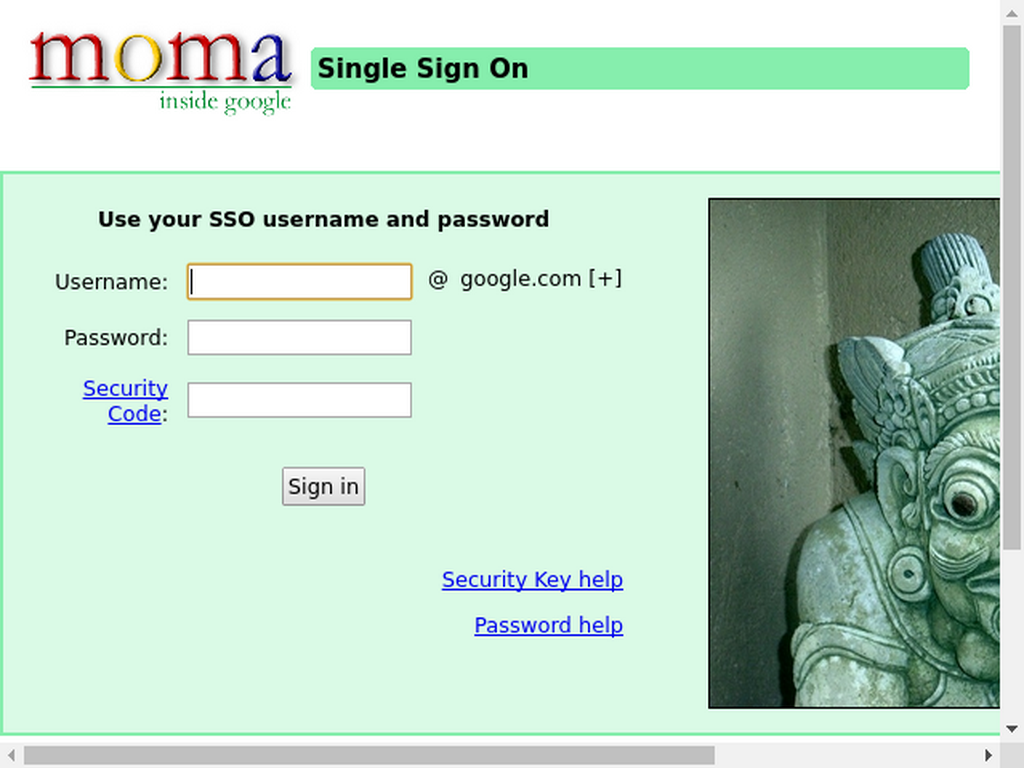 moma
inside google
Single Sign On
Use your SSO username and password
Username:
@ google.com [+]
Password:
Security
Code:
Sign in
Security Key help
Password help